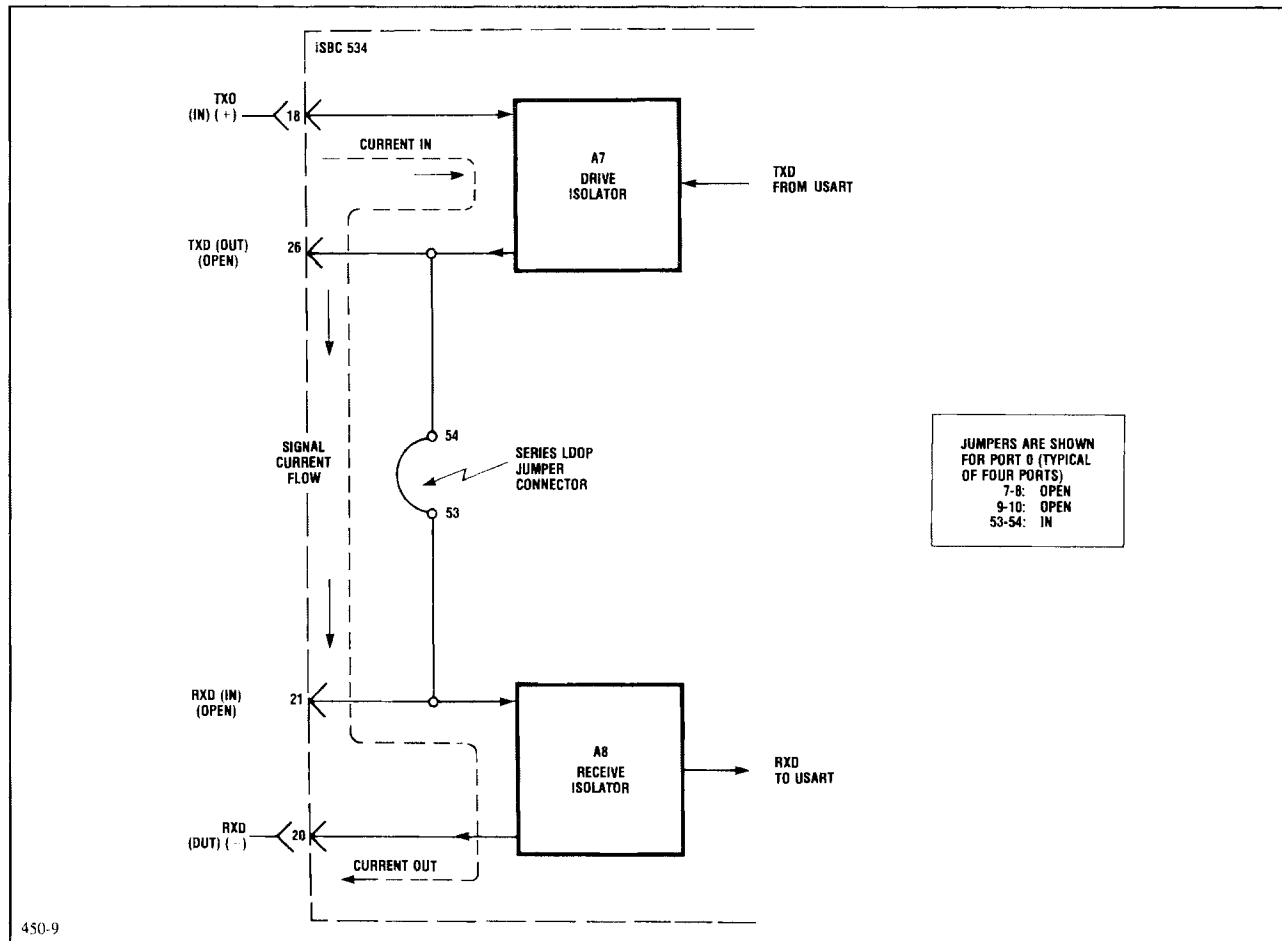 iSBC 534
TXO
(IN) (+)
18
CURRENT IN
A7
DRIVE
ISOLATOR
TXD
FROM USART
TXD (OUT)
(OPEN)
26
54
SIGNAL
CURRENT
FLOW
SERIES LDOP
JUMPER
CONNECTOR
53
JUMPERS ARE SHOWN
FOR PORT 0 (TYPICAL
OF FOUR PORTS)
7-8: OPEN
9-10: OPEN
53-54: IN
RXD (IN)
(OPEN)
21
A8
RECEIVE
ISOLATOR
RXD
TO USART
RXD
(DUT) (−)
20
CURRENT OUT
450-9